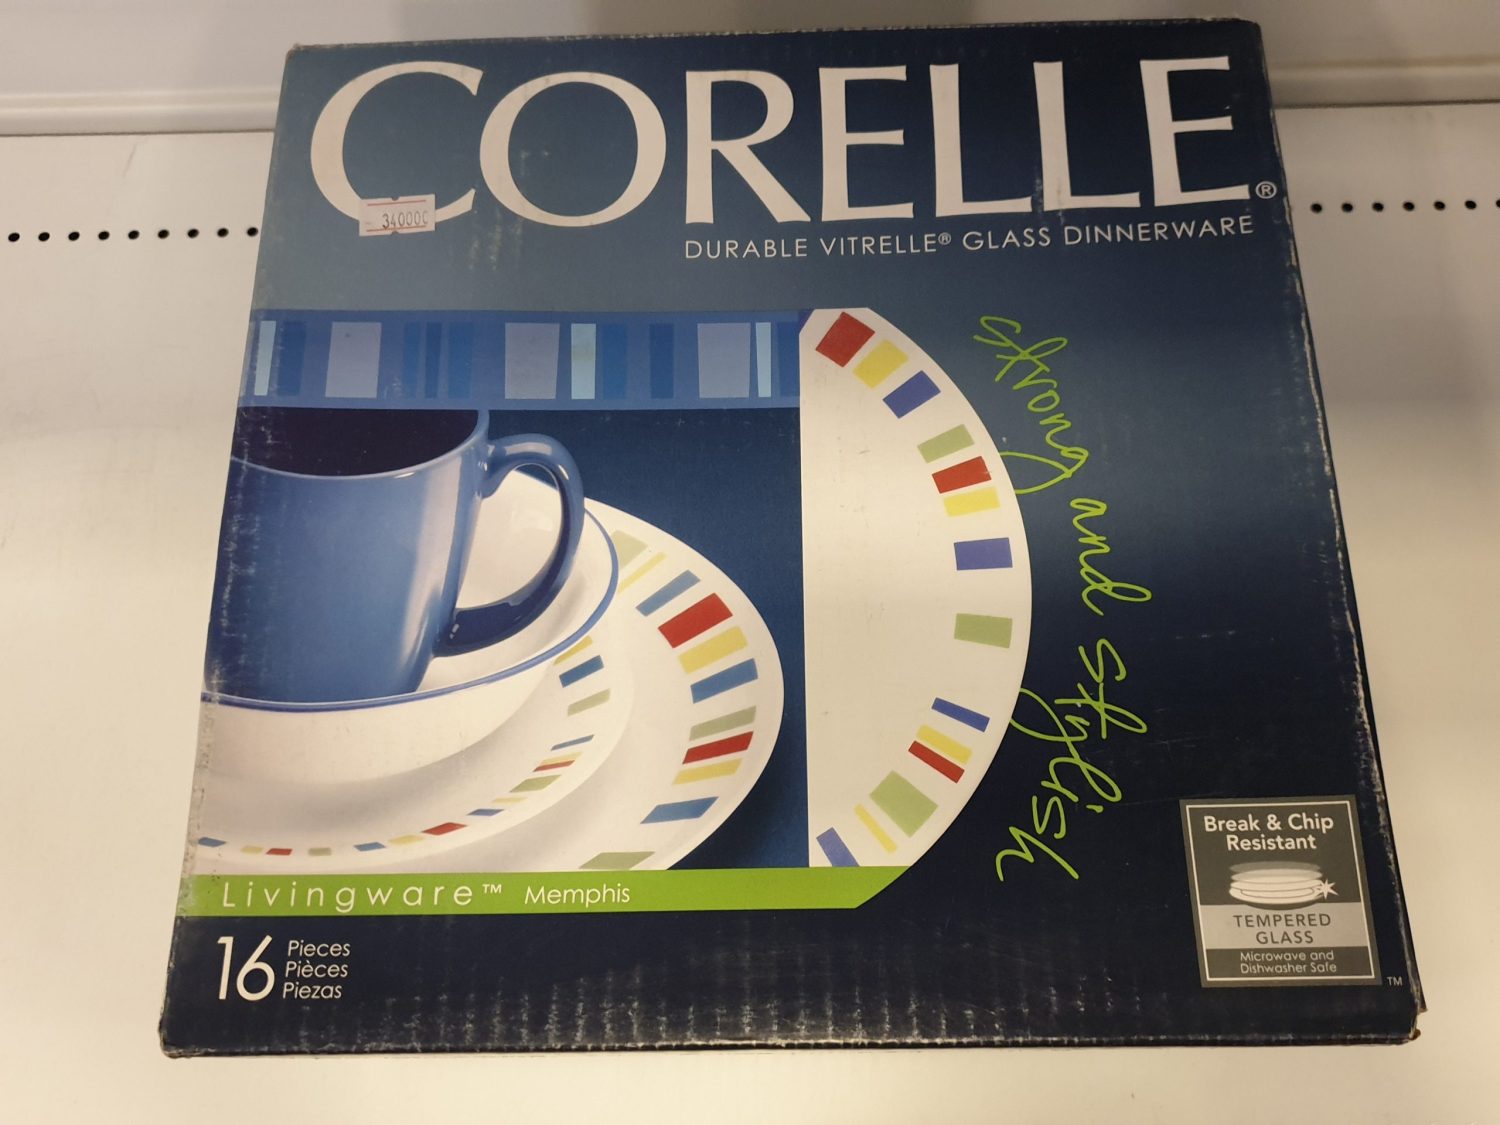 CORELLE®
340000
DURABLE VITRELLE® GLASS DINNERWARE
strong and stylish
Livingware™ Memphis
16 Pieces
Pièces
Piezas
Break & Chip
Resistant
TEMPERED
GLASS
Microwave and
Dishwasher Safe
™